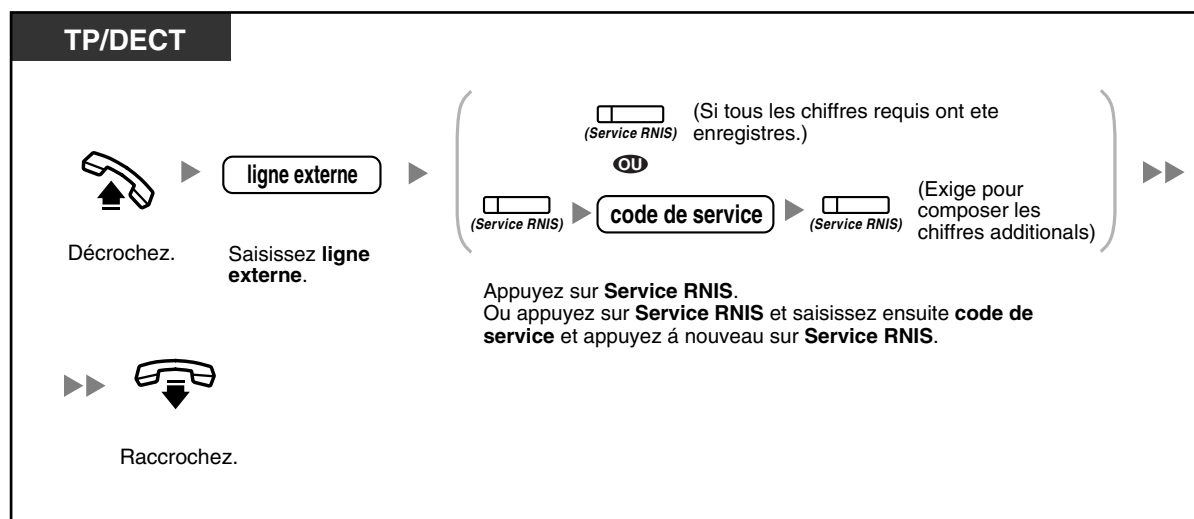 TP/DECT
(Si tous les chiffres requis ont ete
enregistres.)
(Service RNIS)
OU
ligne externe
(Service RNIS)
code de service
(Service RNIS)
(Exige pour
composer les
chiffres additionals)
Décrochez.
Saisissez ligne
externe.
Appuyez sur Service RNIS.
Ou appuyez sur Service RNIS et saisissez ensuite code de
service et appuyez á nouveau sur Service RNIS.
Raccrochez.